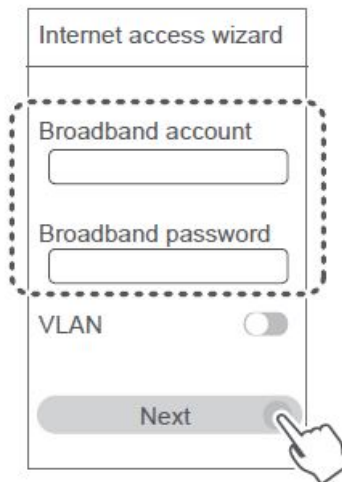 Internet access wizard
Broadband account
Broadband password
VLAN
Next